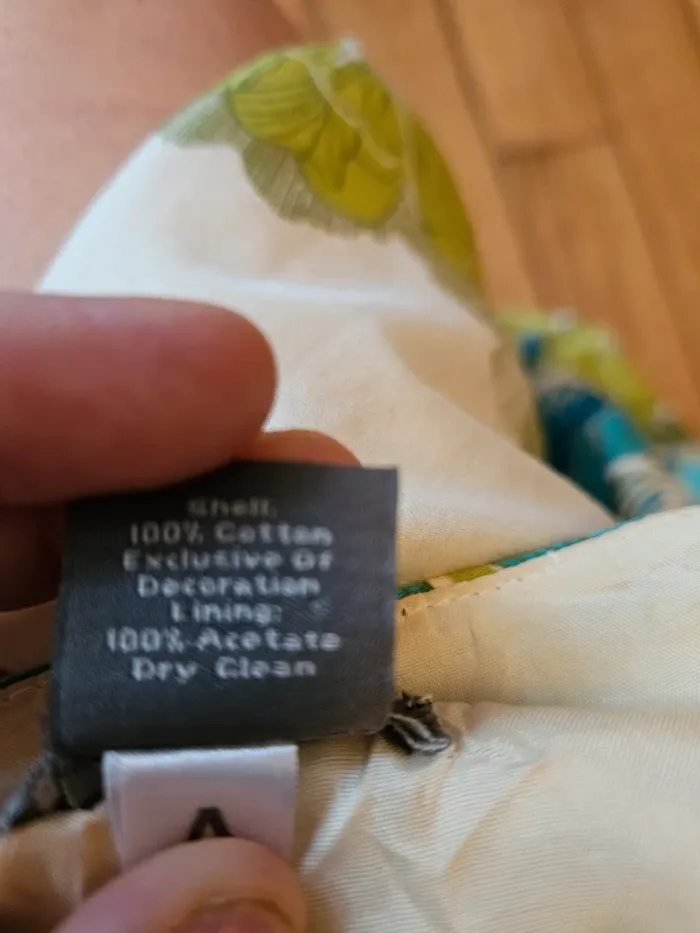 Shell:
100% Cotton
Exclusive Of
Decoration
Lining:
100% Acetate
Dry Clean
A